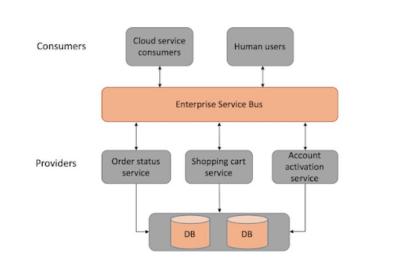 Consumers
Cloud service
consumers
Human users
Enterprise Service Bus
Providers
Order status
service
Shopping cart
service
Account
activation
service
DB
DB